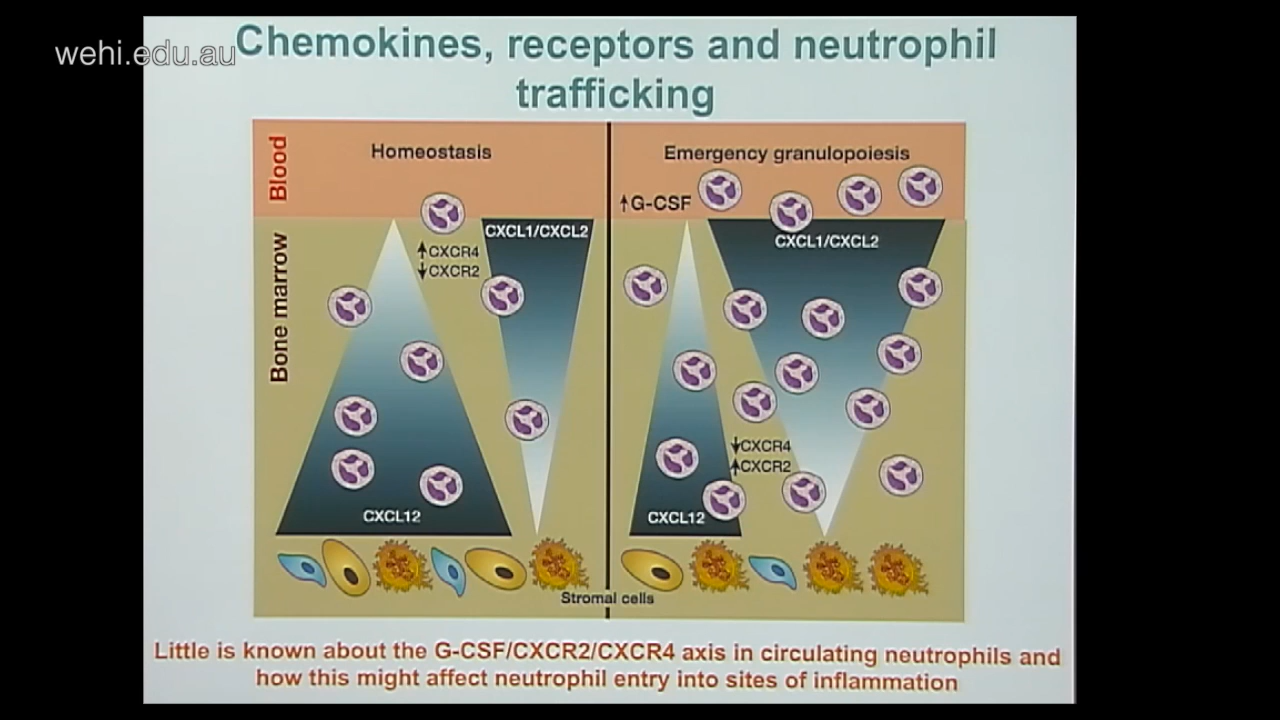 wehi.edu.au
Chemokines, receptors and neutrophil
trafficking
Blood
Bone marrow
Homeostasis
CXCL1/CXCL2
↑CXCR4
↓CXCR2
CXCL12
Emergency granulopoiesis
↑G-CSF
CXCL1/CXCL2
↓CXCR4
↑CXCR2
CXCL12
Stromal cells
Little is known about the G-CSF/CXCR2/CXCR4 axis in circulating neutrophils and
how this might affect neutrophil entry into sites of inflammation